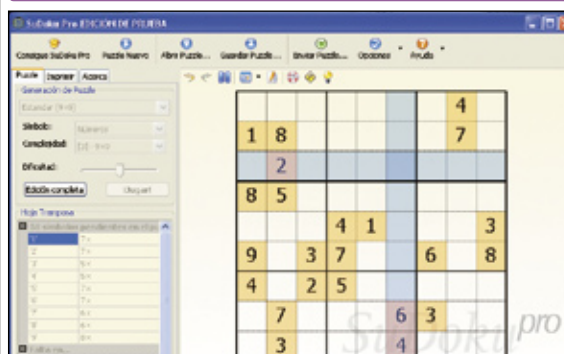 SuDoku Pro EDICIÓN DE PRUEBA
Consigue SuDoku Pro Puzzle Nuevo Abrir Puzzle... Guardar Puzzle... Enviar Puzzle... Opciones Ayuda
Puzzle Imprimir Acerca
Generación de Puzzle
Estándar (9×9)
Símbolo: Números
Complejidad:
Dificultad:
Edición completa
Hoja Tramposa
4
1 8 7
2
8 5
4 1 3
9 3 7 6 8
4 2 5
7 6 3
3 4
SuDoku pro